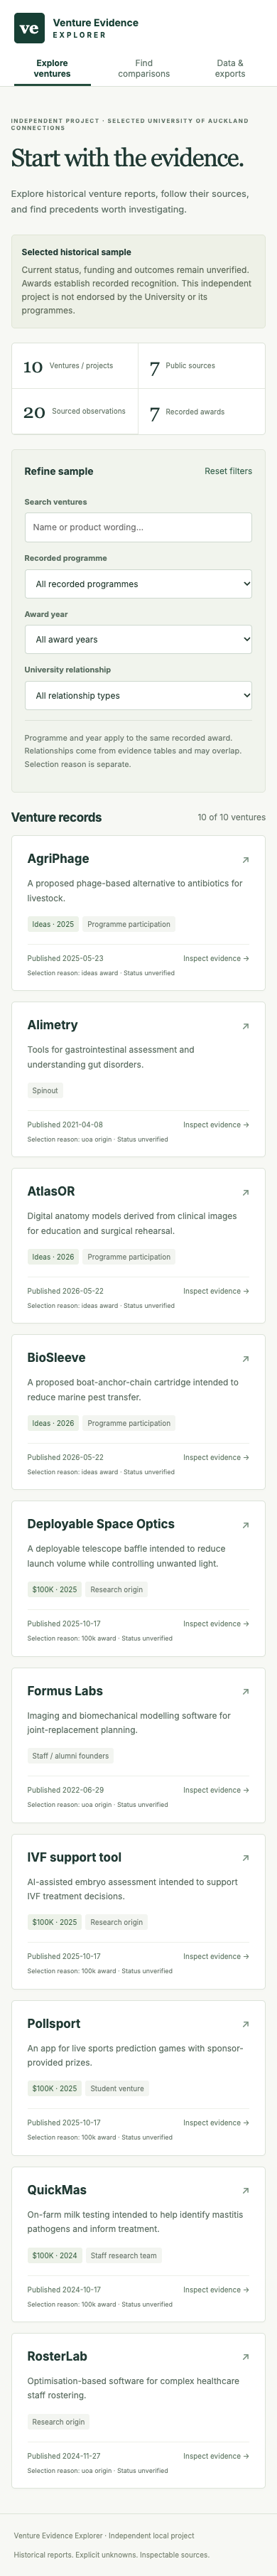 ve
Venture Evidence
EXPLORER
Explore
ventures
Find
comparisons
Data &
exports
INDEPENDENT PROJECT · SELECTED UNIVERSITY OF AUCKLAND
CONNECTIONS
Start with the evidence.
Explore historical venture reports, follow their sources,
and find precedents worth investigating.
Selected historical sample
Current status, funding and outcomes remain unverified.
Awards establish recorded recognition. This independent
project is not endorsed by the University or its
programmes.
10 Ventures / projects
7 Public sources
20 Sourced observations
7 Recorded awards
Refine sample
Reset filters
Search ventures
Name or product wording...
Recorded programme
All recorded programmes
Award year
All award years
University relationship
All relationship types
Programme and year apply to the same recorded award.
Relationships come from evidence tables and may overlap.
Selection reason is separate.
Venture records
10 of 10 ventures
AgriPhage ↗
A proposed phage-based alternative to antibiotics for
livestock.
Ideas · 2025 Programme participation
Published 2025-05-23 Inspect evidence →
Selection reason: ideas award · Status unverified
Alimetry ↗
Tools for gastrointestinal assessment and
understanding gut disorders.
Spinout
Published 2021-04-08 Inspect evidence →
Selection reason: uoa origin · Status unverified
AtlasOR ↗
Digital anatomy models derived from clinical images
for education and surgical rehearsal.
Ideas · 2026 Programme participation
Published 2026-05-22 Inspect evidence →
Selection reason: ideas award · Status unverified
BioSleeve ↗
A proposed boat-anchor-chain cartridge intended to
reduce marine pest transfer.
Ideas · 2026 Programme participation
Published 2026-05-22 Inspect evidence →
Selection reason: ideas award · Status unverified
Deployable Space Optics ↗
A deployable telescope baffle intended to reduce
launch volume while controlling unwanted light.
$100K · 2025 Research origin
Published 2025-10-17 Inspect evidence →
Selection reason: 100k award · Status unverified
Formus Labs ↗
Imaging and biomechanical modelling software for
joint-replacement planning.
Staff / alumni founders
Published 2022-06-29 Inspect evidence →
Selection reason: uoa origin · Status unverified
IVF support tool ↗
AI-assisted embryo assessment intended to support
IVF treatment decisions.
$100K · 2025 Research origin
Published 2025-10-17 Inspect evidence →
Selection reason: 100k award · Status unverified
Pollsport ↗
An app for live sports prediction games with sponsor-
provided prizes.
$100K · 2025 Student venture
Published 2025-10-17 Inspect evidence →
Selection reason: 100k award · Status unverified
QuickMas ↗
On-farm milk testing intended to help identify mastitis
pathogens and inform treatment.
$100K · 2024 Staff research team
Published 2024-10-17 Inspect evidence →
Selection reason: 100k award · Status unverified
RosterLab ↗
Optimisation-based software for complex healthcare
staff rostering.
Research origin
Published 2024-11-27 Inspect evidence →
Selection reason: uoa origin · Status unverified
Venture Evidence Explorer · Independent local project
Historical reports. Explicit unknowns. Inspectable sources.